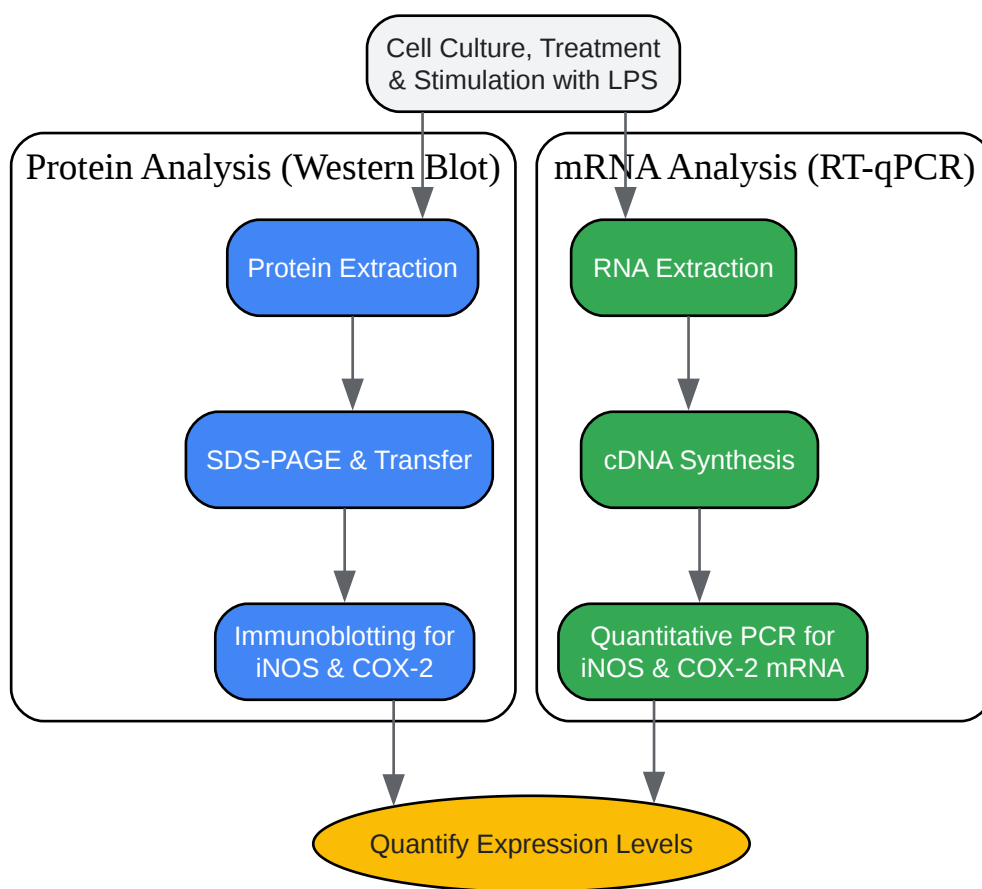 Cell Culture, Treatment
& Stimulation with LPS
Protein Analysis (Western Blot)
Protein Extraction
SDS-PAGE & Transfer
Immunoblotting for
iNOS & COX-2
mRNA Analysis (RT-qPCR)
RNA Extraction
cDNA Synthesis
Quantitative PCR for
iNOS & COX-2 mRNA
Quantify Expression Levels